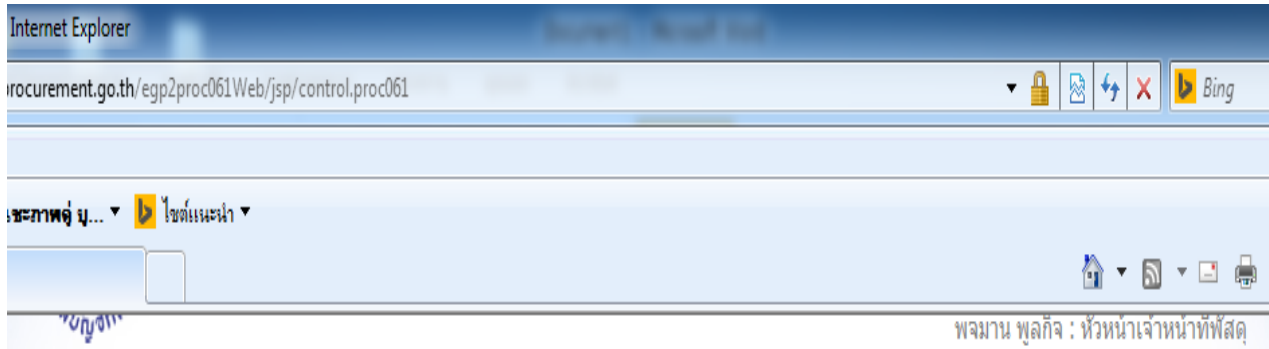 Internet Explorer
procurement.go.th/egp2proc061Web/jsp/control.proc061
Bing
บุ...
ไซต์แนะนำ
พจมาน พูลกิจ : หัวหน้าเจ้าหน้าที่พัสดุ